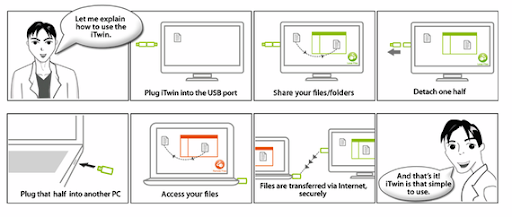 Let me explain
how to use the
iTwin.
Plug iTwin into the USB port
Share your files/folders
Detach one half
Plug that half into another PC
Access your files
Files are transferred via Internet,
securely
And that's it!
iTwin is that simple
to use.